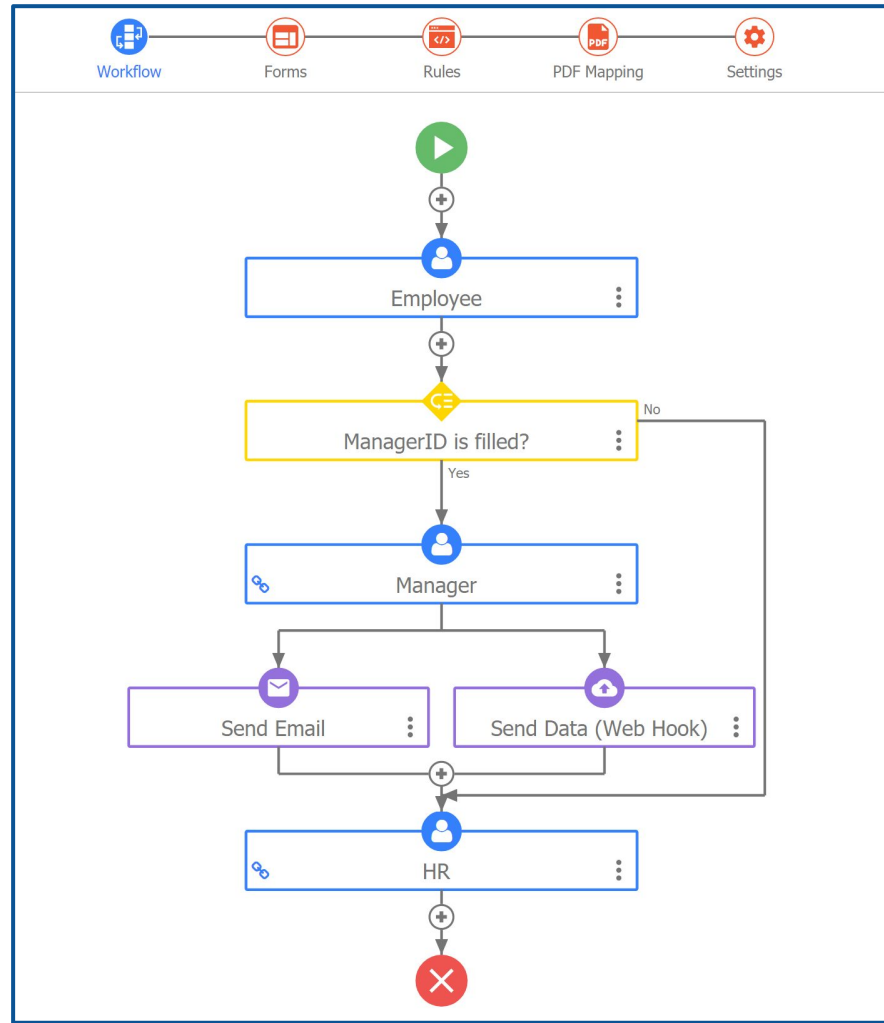 PDF
Workflow
Forms
Rules
PDF Mapping
Settings
Employee
No
ManagerID is filled?
Yes
Manager
Send Email
Send Data (Web Hook)
HR